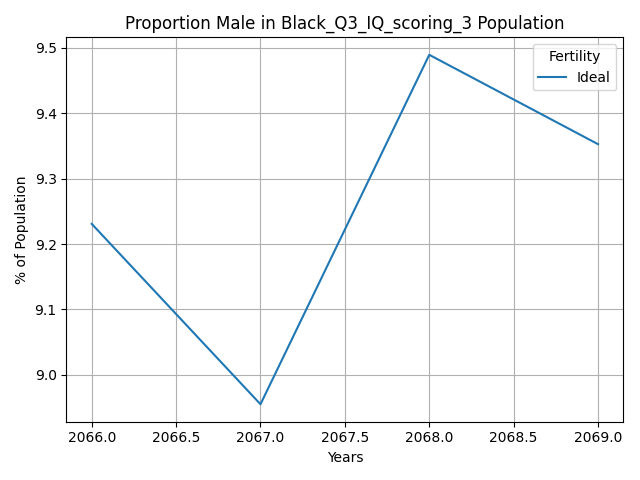 Proportion Male in Black_Q3_IQ_scoring_3 Population
9.5
9.4
9.3
9.2
9.1
9.0
% of Population
Fertility
Ideal
2066.0 2066.5 2067.0 2067.5 2068.0 2068.5 2069.0
Years